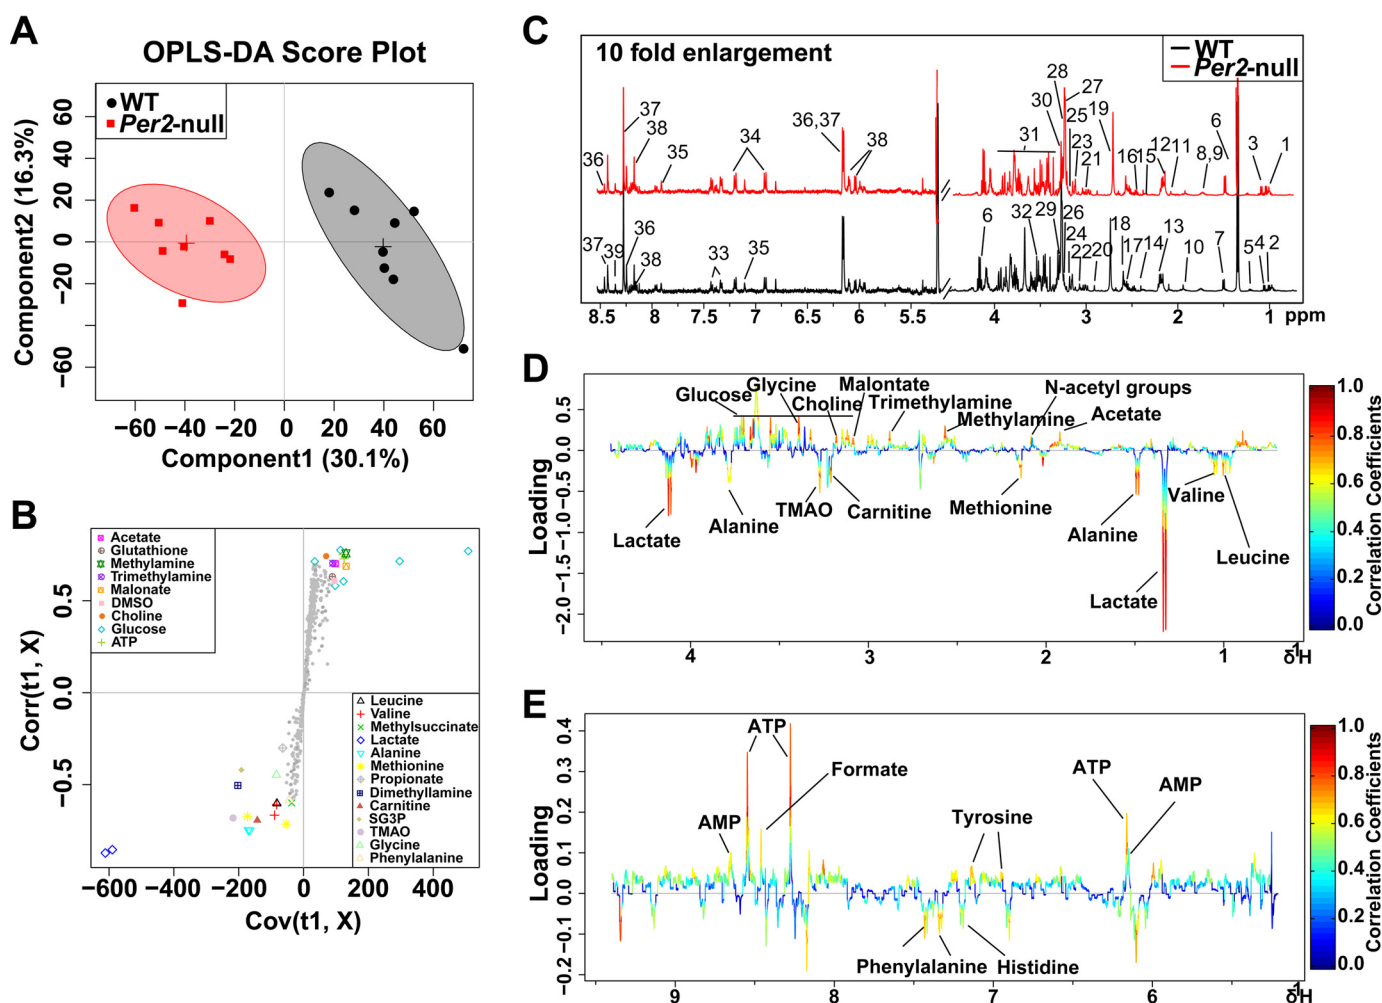 A
OPLS-DA Score Plot
WT
Per2-null
Component2 (16.3%)
60
40
20
0
−20
−40
−60
−60 −40 −20 0 20 40 60
Component1 (30.1%)
B
Acetate
Glutathione
Methylamine
Trimethylamine
Malonate
DMSO
Choline
Glucose
ATP
Leucine
Valine
Methylsuccinate
Lactate
Alanine
Methionine
Propionate
Dimethyllamine
Carnitine
SG3P
TMAO
Glycine
Phenylalanine
Corr(t1, X)
0.5
0.0
−0.5
−600 −400 −200 0 200 400
Cov(t1, X)
C
10 fold enlargement
WT
Per2-null
36 37 38 35 34 36,37 38 31 30 28 27 25 23 21 19 16 15 12 11 8,9 6 3 1
37 39 36 38 33 35 6 32 29 26 24 22 20 18 17 14 13 10 7 5 4 2
8.5 8 7.5 7 6.5 6 5.5 4 3 2 1 ppm
D
Glucose
Glycine
Choline
Malontate
Trimethylamine
Methylamine
N-acetyl groups
Acetate
Lactate
Alanine
TMAO
Carnitine
Methionine
Alanine
Valine
Leucine
Lactate
Loading
0.5
0.0
−0.5
−1.0
−1.5
−2.0
4 3 2 1
δ1H
1.0
0.8
0.6
0.4
0.2
0.0
Correlation Coefficients
E
ATP
Formate
AMP
Tyrosine
ATP
AMP
Phenylalanine
Histidine
Loading
0.4
0.3
0.2
0.1
0.0
−0.1
−0.2
9 8 7 6
δ1H
1.0
0.8
0.6
0.4
0.2
0.0
Correlation Coefficients